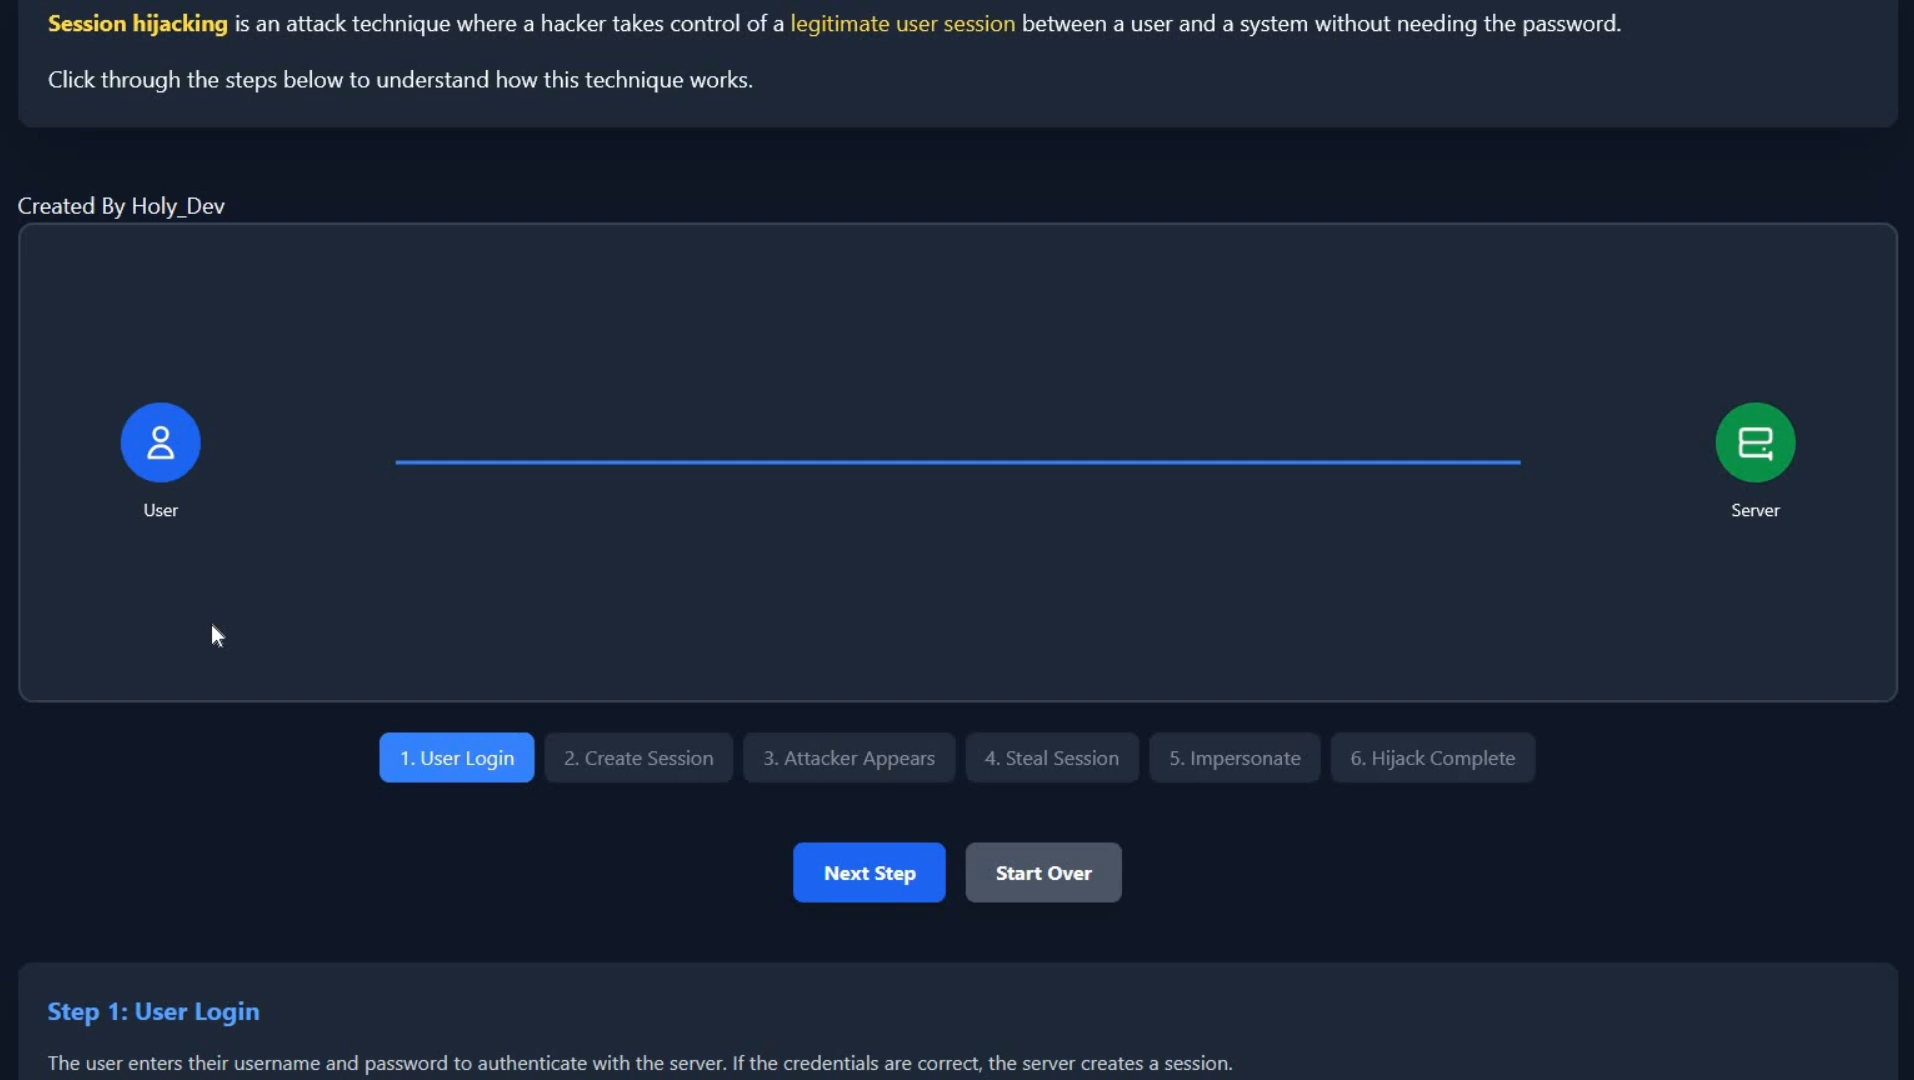 Session hijacking is an attack technique where a hacker takes control of a legitimate user session between a user and a system without needing the password.
Click through the steps below to understand how this technique works.
Created By Holy_Dev
User
Server
1. User Login
2. Create Session
3. Attacker Appears
4. Steal Session
5. Impersonate
6. Hijack Complete
Next Step
Start Over
Step 1: User Login
The user enters their username and password to authenticate with the server. If the credentials are correct, the server creates a session.